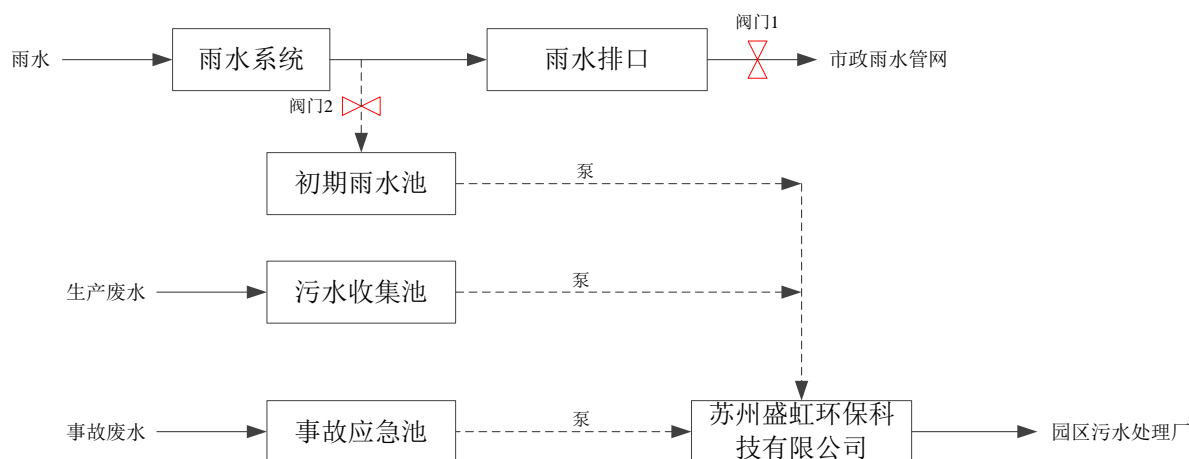 阀门1
雨水
雨水系统
雨水排口
市政雨水管网
阀门2
初期雨水池
泵
生产废水
污水收集池
泵
事故废水
事故应急池
泵
苏州盛虹环保科
技有限公司
园区污水处理厂